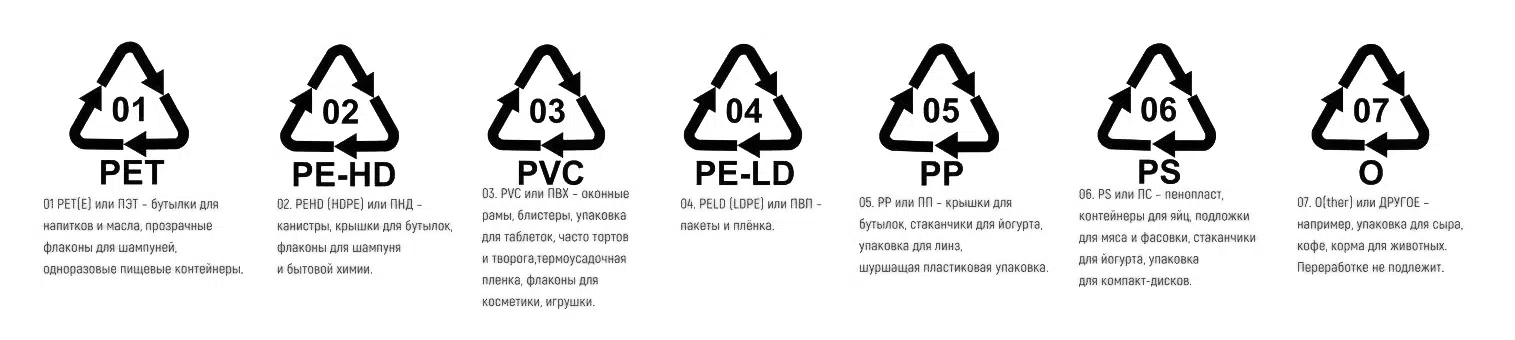 01
PET
01 PET(E) или ПЭТ – бутылки для
напитков и масла, прозрачные
флаконы для шампуней,
одноразовые пищевые контейнеры.
02
PE-HD
02. PEHD (HDPE) или ПНД –
канистры, крышки для бутылок,
флаконы для шампуня
и бытовой химии.
03
PVC
03. PVC или ПВХ – оконные
рамы, блистеры, упаковка
для таблеток, часто тортов
и творога,термоусадочная
пленка, флаконы для
косметики, игрушки.
04
PE-LD
04. PELD (LDPE) или ПВП –
пакеты и плёнка.
05
PP
05. PP или ПП – крышки для
бутылок, стаканчики для йогурта,
упаковка для линз,
шуршащая пластиковая упаковка.
06
PS
06. PS или ПС – пенопласт,
контейнеры для яйц, подложки
для мяса и фасовки, стаканчики
для йогурта, упаковка
для компакт-дисков.
07
O
07. O(ther) или ДРУГОЕ –
например, упаковка для сыра,
кофе, корма для животных.
Переработке не подлежит.